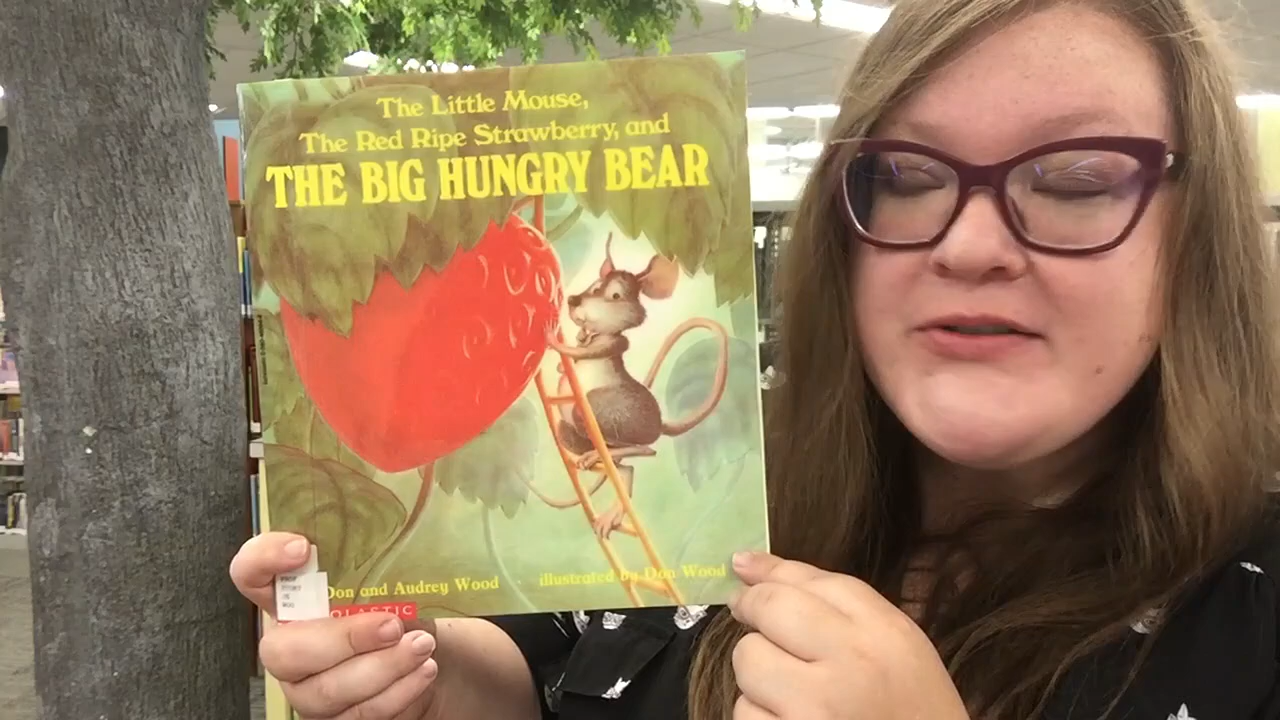 The Little Mouse,
The Red Ripe Strawberry, and
THE BIG HUNGRY BEAR
Don and Audrey Wood · illustrated by Don Wood